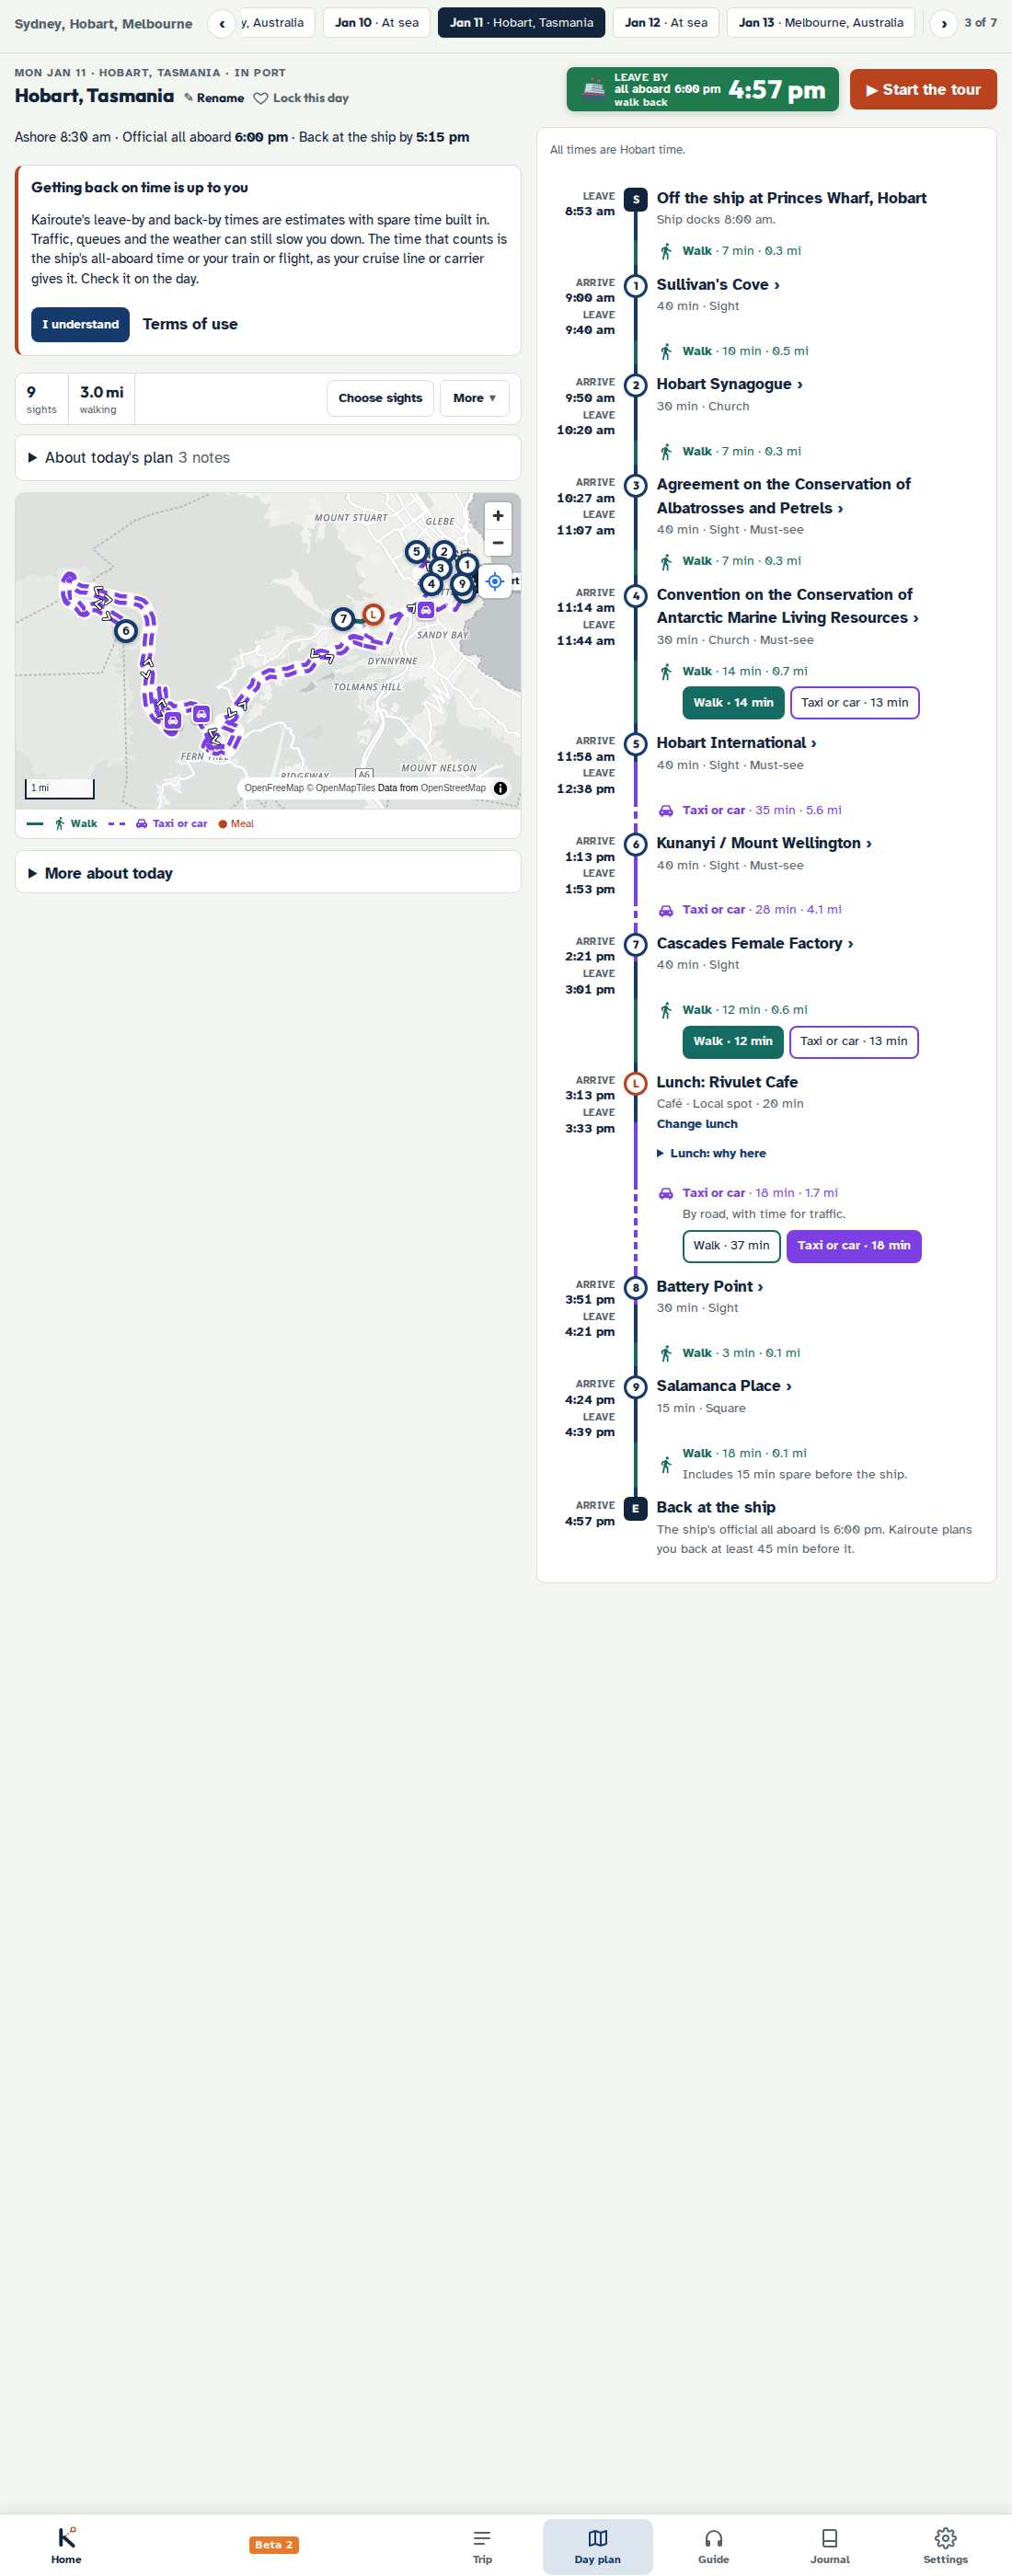 Sydney, Hobart, Melbourne
‹
y, Australia
Jan 10 · At sea
Jan 11 · Hobart, Tasmania
Jan 12 · At sea
Jan 13 · Melbourne, Australia
›
3 of 7
MON JAN 11 · HOBART, TASMANIA · IN PORT
Hobart, Tasmania
✎ Rename
Lock this day
LEAVE BY
all aboard 6:00 pm
walk back
4:57 pm
▶ Start the tour
Ashore 8:30 am · Official all aboard 6:00 pm · Back at the ship by 5:15 pm
Getting back on time is up to you
Kairoute's leave-by and back-by times are estimates with spare time built in.
Traffic, queues and the weather can still slow you down. The time that counts is
the ship's all-aboard time or your train or flight, as your cruise line or carrier
gives it. Check it on the day.
I understand
Terms of use
9
sights
3.0 mi
walking
Choose sights
More ▼
▶ About today's plan 3 notes
MOUNT STUART
GLEBE
+
−
5
2
1
3
4
9
rt
7
L
SANDY BAY
6
DYNNYRNE
TOLMANS HILL
FERN TREE
RIDGEWAY
A6
MOUNT NELSON
1 mi
OpenFreeMap © OpenMapTiles Data from OpenStreetMap
Walk
Taxi or car
Meal
▶ More about today
All times are Hobart time.
LEAVE
8:53 am
S
Off the ship at Princes Wharf, Hobart
Ship docks 8:00 am.
Walk · 7 min · 0.3 mi
ARRIVE
9:00 am
LEAVE
9:40 am
1
Sullivan's Cove ›
40 min · Sight
Walk · 10 min · 0.5 mi
ARRIVE
9:50 am
LEAVE
10:20 am
2
Hobart Synagogue ›
30 min · Church
Walk · 7 min · 0.3 mi
ARRIVE
10:27 am
LEAVE
11:07 am
3
Agreement on the Conservation of
Albatrosses and Petrels ›
40 min · Sight · Must-see
Walk · 7 min · 0.3 mi
ARRIVE
11:14 am
LEAVE
11:44 am
4
Convention on the Conservation of
Antarctic Marine Living Resources ›
30 min · Church · Must-see
Walk · 14 min · 0.7 mi
Walk · 14 min
Taxi or car · 13 min
ARRIVE
11:58 am
LEAVE
12:38 pm
5
Hobart International ›
40 min · Sight · Must-see
Taxi or car · 35 min · 5.6 mi
ARRIVE
1:13 pm
LEAVE
1:53 pm
6
Kunanyi / Mount Wellington ›
40 min · Sight · Must-see
Taxi or car · 28 min · 4.1 mi
ARRIVE
2:21 pm
LEAVE
3:01 pm
7
Cascades Female Factory ›
40 min · Sight
Walk · 12 min · 0.6 mi
Walk · 12 min
Taxi or car · 13 min
ARRIVE
3:13 pm
LEAVE
3:33 pm
L
Lunch: Rivulet Cafe
Café · Local spot · 20 min
Change lunch
▶ Lunch: why here
Taxi or car · 18 min · 1.7 mi
By road, with time for traffic.
Walk · 37 min
Taxi or car · 18 min
ARRIVE
3:51 pm
LEAVE
4:21 pm
8
Battery Point ›
30 min · Sight
Walk · 3 min · 0.1 mi
ARRIVE
4:24 pm
LEAVE
4:39 pm
9
Salamanca Place ›
15 min · Square
Walk · 18 min · 0.1 mi
Includes 15 min spare before the ship.
ARRIVE
4:57 pm
E
Back at the ship
The ship's official all aboard is 6:00 pm. Kairoute plans
you back at least 45 min before it.
Home
Beta 2
Trip
Day plan
Guide
Journal
Settings